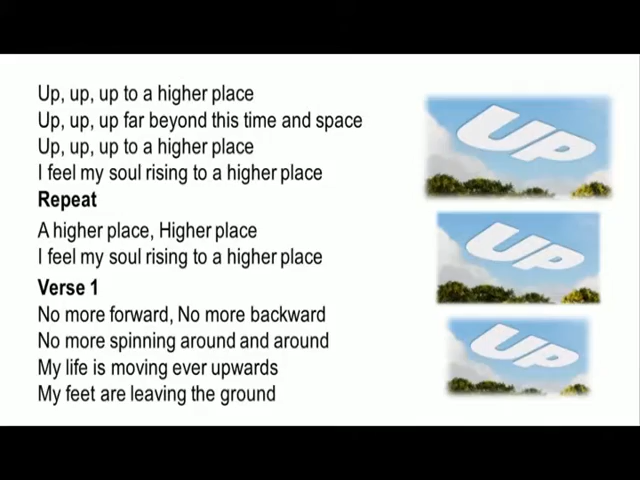 Up, up, up to a higher place
Up, up, up far beyond this time and space
Up, up, up to a higher place
I feel my soul rising to a higher place
Repeat
A higher place, Higher place
I feel my soul rising to a higher place
Verse 1
No more forward, No more backward
No more spinning around and around
My life is moving ever upwards
My feet are leaving the ground
UP
UP
UP